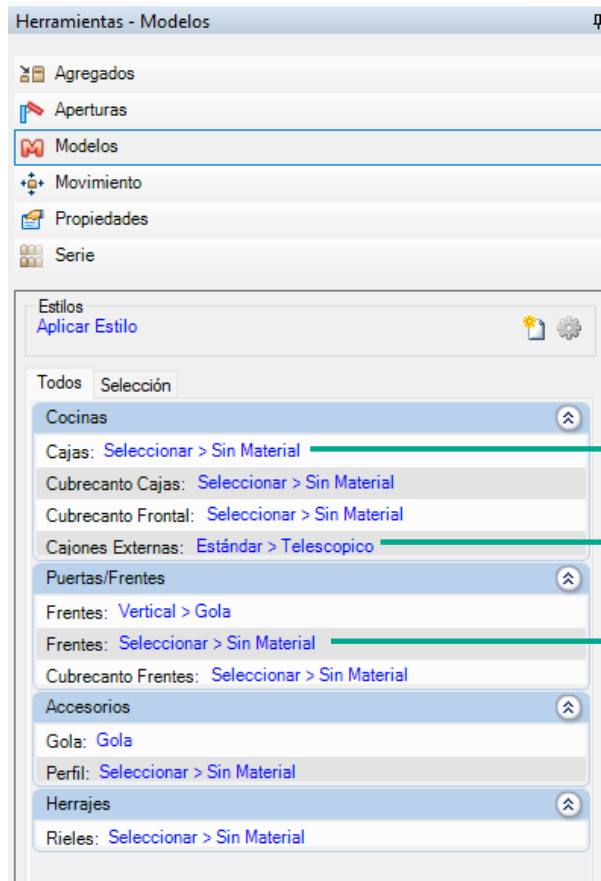 Herramientas - Modelos
Agregados
Aperturas
Modelos
Movimiento
Propiedades
Serie
Estilos
Aplicar Estilo
Todos Selección
Cocinas
Cajas: Seleccionar > Sin Material
Cubrecanto Cajas: Seleccionar > Sin Material
Cubrecanto Frontal: Seleccionar > Sin Material
Cajones Externas: Estándar > Telescopico
Puertas/Frentes
Frentes: Vertical > Gola
Frentes: Seleccionar > Sin Material
Cubrecanto Frentes: Seleccionar > Sin Material
Accesorios
Gola: Gola
Perfil: Seleccionar > Sin Material
Herrajes
Rieles: Seleccionar > Sin Material